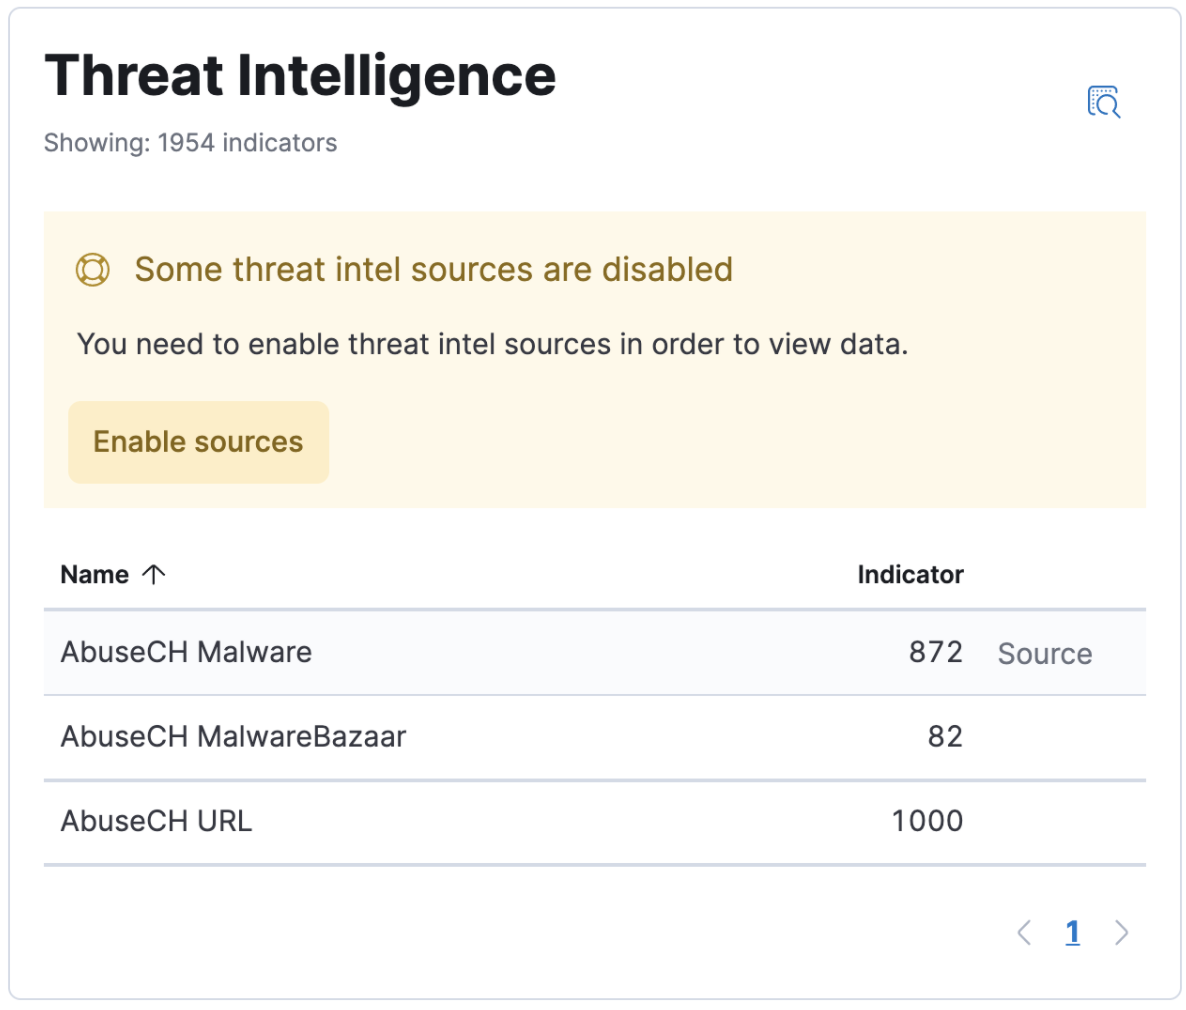 Threat Intelligence
Showing: 1954 indicators
Some threat intel sources are disabled
You need to enable threat intel sources in order to view data.
Enable sources
Name Indicator
AbuseCH Malware 872 Source
AbuseCH MalwareBazaar 82
AbuseCH URL 1000
1